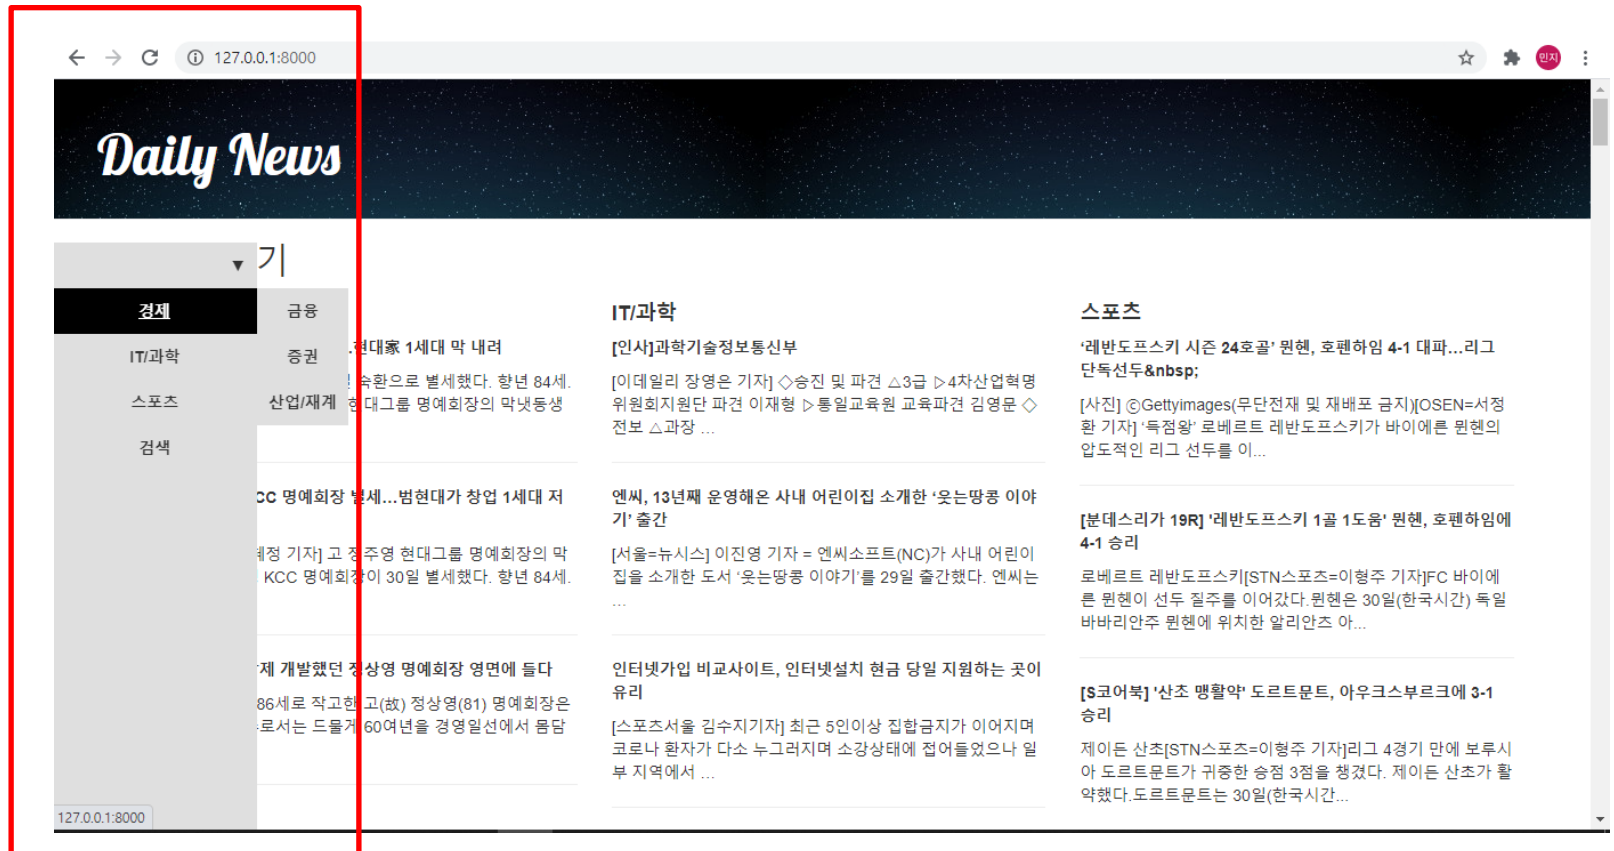 127.0.0.1:8000
민지
Daily News
▼
기
경제
금융
IT/과학
증권
스포츠
산업/재계
검색
.현대家 1세대 막 내려
숙환으로 별세했다. 향년 84세.
현대그룹 명예회장의 막냇동생
CC 명예회장 별세…범현대가 창업 1세대 저
기자] 고 정주영 현대그룹 명예회장의 막
KCC 명예회장이 30일 별세했다. 향년 84세.
개발했던 정상영 명예회장 영면에 들다
86세로 작고한 고(故) 정상영(81) 명예회장은
로서는 드물게 60여년을 경영일선에서 몸담
IT/과학
[인사]과학기술정보통신부
[이데일리 장영은 기자] ◇승진 및 파견 △3급 ▷4차산업혁명
위원회지원단 파견 이재형 ▷통일교육원 교육파견 김영문 ◇
전보 △과장 ...
엔씨, 13년째 운영해온 사내 어린이집 소개한 ‘웃는땅콩 이야
기’ 출간
[서울=뉴시스] 이진영 기자 = 엔씨소프트(NC)가 사내 어린이
집을 소개한 도서 ‘웃는땅콩 이야기’를 29일 출간했다. 엔씨는
...
인터넷가입 비교사이트, 인터넷설치 현금 당일 지원하는 곳이
유리
[스포츠서울 김수지기자] 최근 5인이상 집합금지가 이어지며
코로나 환자가 다소 누그러지며 소강상태에 접어들었으나 일
부 지역에서 ...
스포츠
‘레반도프스키 시즌 24호골’ 뮌헨, 호펜하임 4-1 대파…리그
단독선두&nbsp;
[사진] ⓒGettyimages(무단전재 및 재배포 금지)[OSEN=서정
환 기자] ‘득점왕’ 로베르트 레반도프스키가 바이에른 뮌헨의
압도적인 리그 선두를 이...
[분데스리가 19R] '레반도프스키 1골 1도움' 뮌헨, 호펜하임에
4-1 승리
로베르트 레반도프스키[STN스포츠=이형주 기자]FC 바이에
른 뮌헨이 선두 질주를 이어갔다.뮌헨은 30일(한국시간) 독일
바바리안주 뮌헨에 위치한 알리안츠 아...
[S코어북] '산초 맹활약' 도르트문트, 아우크스부르크에 3-1
승리
제이든 산초[STN스포츠=이형주 기자]리그 4경기 만에 보루시
아 도르트문트가 귀중한 승점 3점을 챙겼다. 제이든 산초가 활
약했다.도르트문트는 30일(한국시간...
127.0.0.1:8000